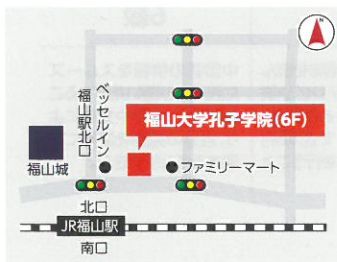 N
福山大学孔子学院(6F)
ベッセルイン
福山駅北口
福山城
ファミリーマート
北口
JR福山駅
南口